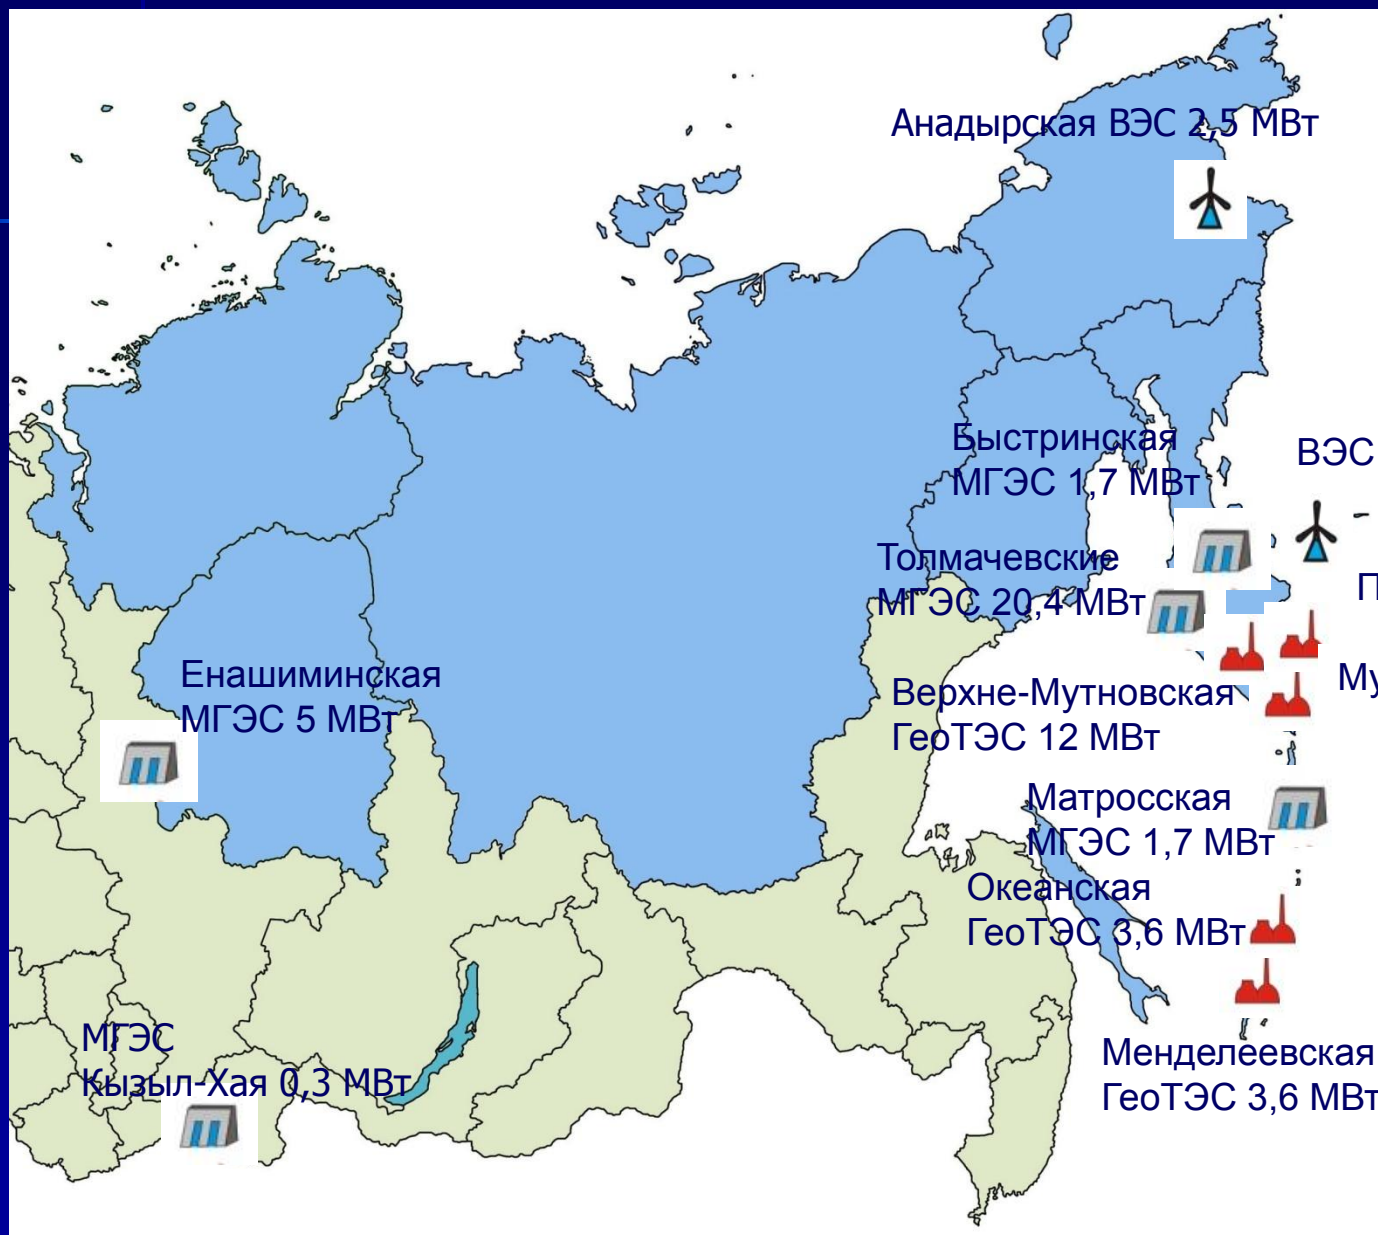 Анадырская ВЭС 2,5 МВт
Быстринская
МГЭС 1,7 МВт
ВЭС
Толмачевские
МГЭС 20,4 МВт
П
Енашиминская
МГЭС 5 МВт
Верхне-Мутновская
ГеоТЭС 12 МВт
Му
Матросская
МГЭС 1,7 МВт
Океанская
ГеоТЭС 3,6 МВт
МГЭС
Кызыл-Хая 0,3 МВт
Менделеевская
ГеоТЭС 3,6 МВт